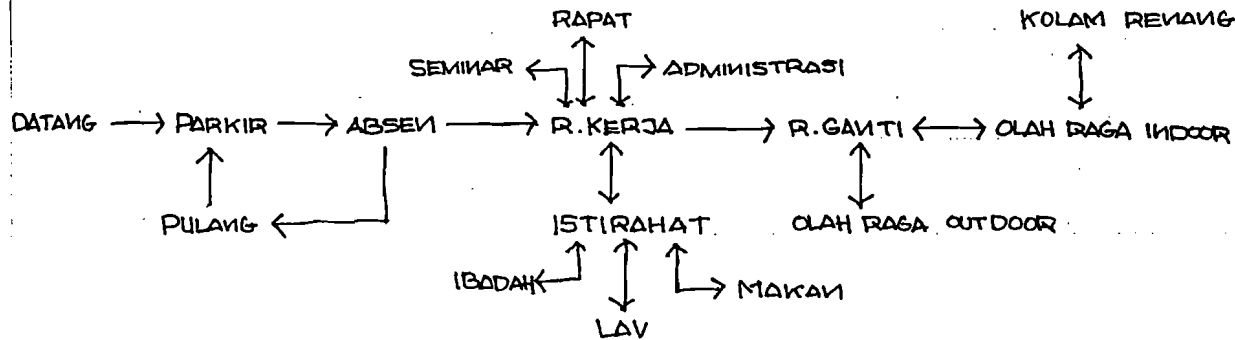 RAPAT
KOLAM RENANG
SEMINAR
ADMINISTRASI
DATANG
PARKIR
ABSEN
R.KERJA
R.GANTI
OLAH RAGA INDOOR
PULANG
ISTIRAHAT
OLAH RAGA OUTDOOR
IBADAH
MAKAN
LAV